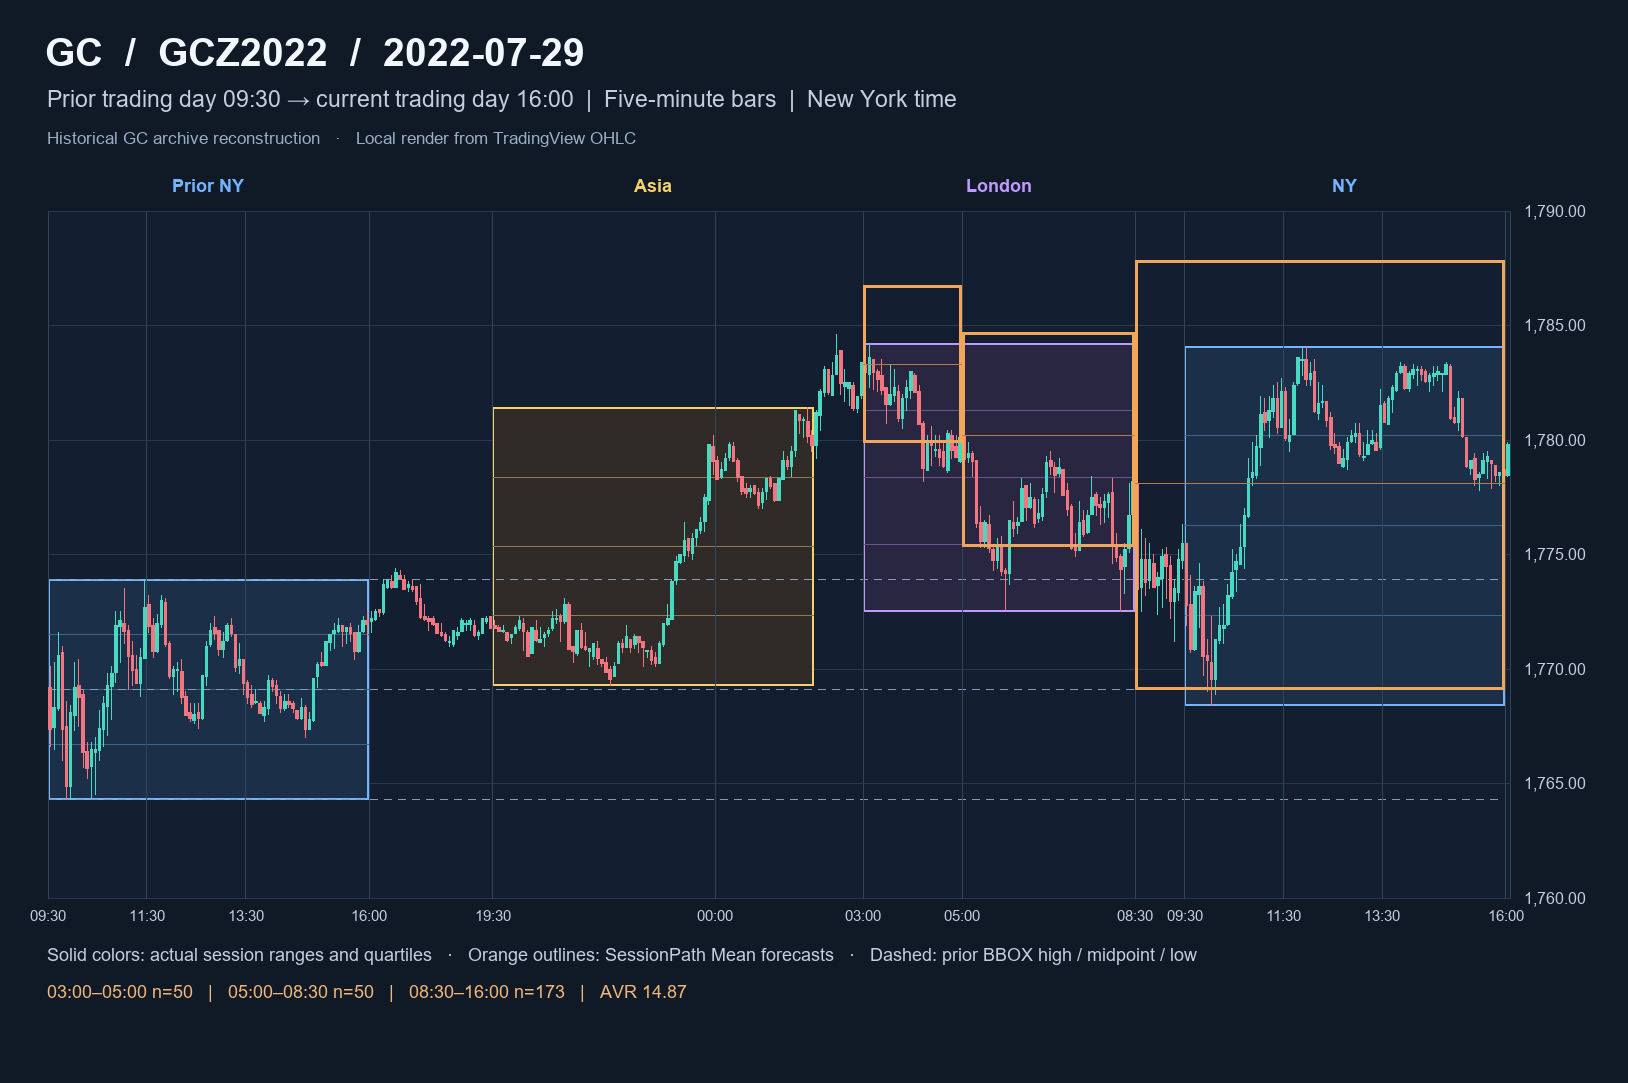 GC / GCZ2022 / 2022-07-29
Prior trading day 09:30 → current trading day 16:00 | Five-minute bars | New York time
Historical GC archive reconstruction · Local render from TradingView OHLC
Prior NY Asia London NY
1,790.00
1,785.00
1,780.00
1,775.00
1,770.00
1,765.00
1,760.00
09:30 11:30 13:30 16:00 19:30 00:00 03:00 05:00 08:30 09:30 11:30 13:30 16:00
Solid colors: actual session ranges and quartiles · Orange outlines: SessionPath Mean forecasts · Dashed: prior BBOX high / midpoint / low
03:00–05:00 n=50 | 05:00–08:30 n=50 | 08:30–16:00 n=173 | AVR 14.87